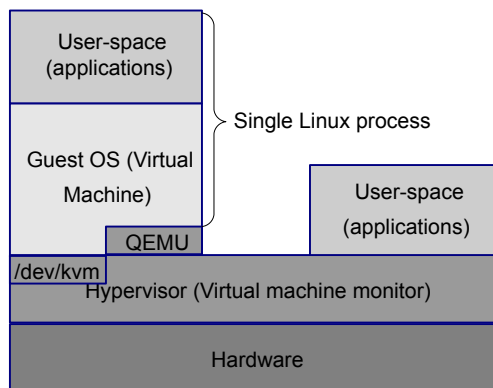 User-space
(applications)
Single Linux process
Guest OS (Virtual
Machine)
User-space
(applications)
QEMU
/dev/kvm
Hypervisor (Virtual machine monitor)
Hardware